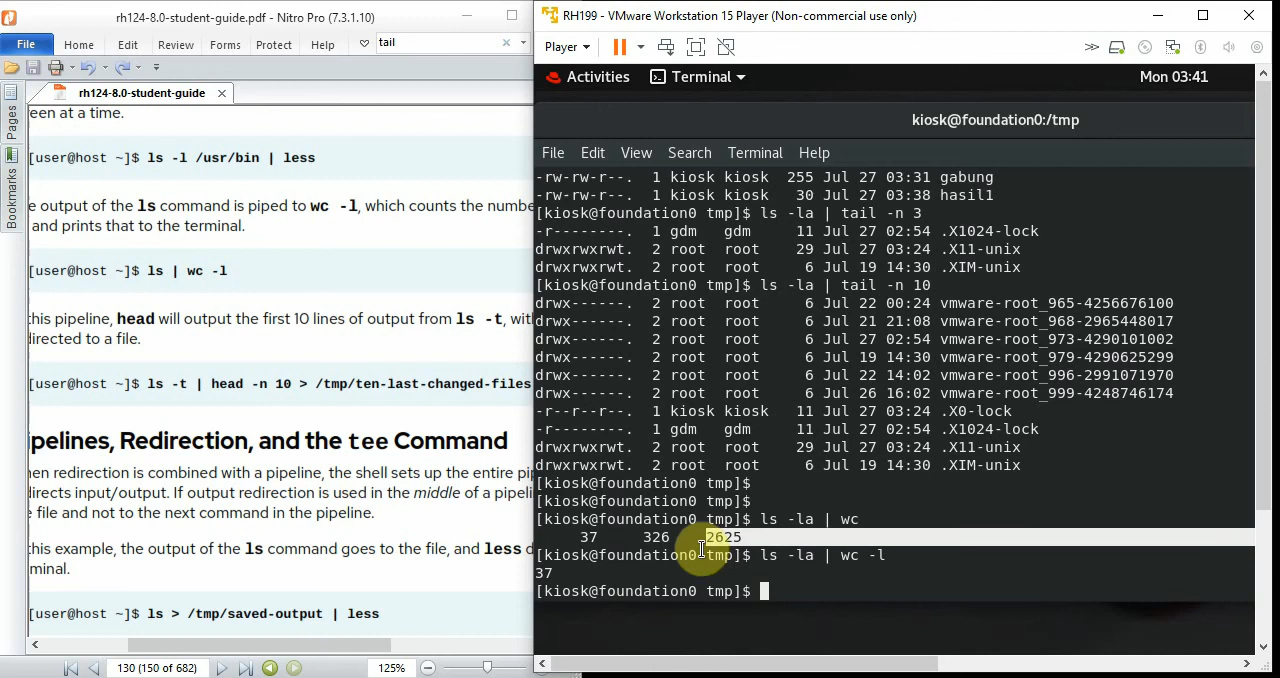 rh124-8.0-student-guide.pdf - Nitro Pro (7.3.1.10)
File Home Edit Review Forms Protect Help tail
rh124-8.0-student-guide
Pages
Bookmarks
een at a time.
[user@host ~]$ ls -l /usr/bin | less
e output of the ls command is piped to wc -l, which counts the numbe
and prints that to the terminal.
[user@host ~]$ ls | wc -l
this pipeline, head will output the first 10 lines of output from ls -t, wit
directed to a file.
[user@host ~]$ ls -t | head -n 10 > /tmp/ten-last-changed-files
ipelines, Redirection, and the tee Command
hen redirection is combined with a pipeline, the shell sets up the entire pip
directs input/output. If output redirection is used in the middle of a pipeli
e file and not to the next command in the pipeline.
this example, the output of the ls command goes to the file, and less d
minal.
[user@host ~]$ ls > /tmp/saved-output | less
130 (150 of 682) 125%
RH199 - VMware Workstation 15 Player (Non-commercial use only)
Player
Activities Terminal Mon 03:41
kiosk@foundation0:/tmp
File Edit View Search Terminal Help
-rw-rw-r--. 1 kiosk kiosk 255 Jul 27 03:31 gabung
-rw-rw-r--. 1 kiosk kiosk 30 Jul 27 03:38 hasil1
[kiosk@foundation0 tmp]$ ls -la | tail -n 3
-r--------. 1 gdm gdm 11 Jul 27 02:54 .X1024-lock
drwxrwxrwt. 2 root root 29 Jul 27 03:24 .X11-unix
drwxrwxrwt. 2 root root 6 Jul 19 14:30 .XIM-unix
[kiosk@foundation0 tmp]$ ls -la | tail -n 10
drwx------. 2 root root 6 Jul 22 00:24 vmware-root_965-4256676100
drwx------. 2 root root 6 Jul 21 21:08 vmware-root_968-2965448017
drwx------. 2 root root 6 Jul 27 02:54 vmware-root_973-4290101002
drwx------. 2 root root 6 Jul 19 14:30 vmware-root_979-4290625299
drwx------. 2 root root 6 Jul 22 14:02 vmware-root_996-2991071970
drwx------. 2 root root 6 Jul 26 16:02 vmware-root_999-4248746174
-r--r--r--. 1 kiosk kiosk 11 Jul 27 03:24 .X0-lock
-r--------. 1 gdm gdm 11 Jul 27 02:54 .X1024-lock
drwxrwxrwt. 2 root root 29 Jul 27 03:24 .X11-unix
drwxrwxrwt. 2 root root 6 Jul 19 14:30 .XIM-unix
[kiosk@foundation0 tmp]$
[kiosk@foundation0 tmp]$
[kiosk@foundation0 tmp]$ ls -la | wc
37 326 2625
[kiosk@foundation0 tmp]$ ls -la | wc -l
37
[kiosk@foundation0 tmp]$